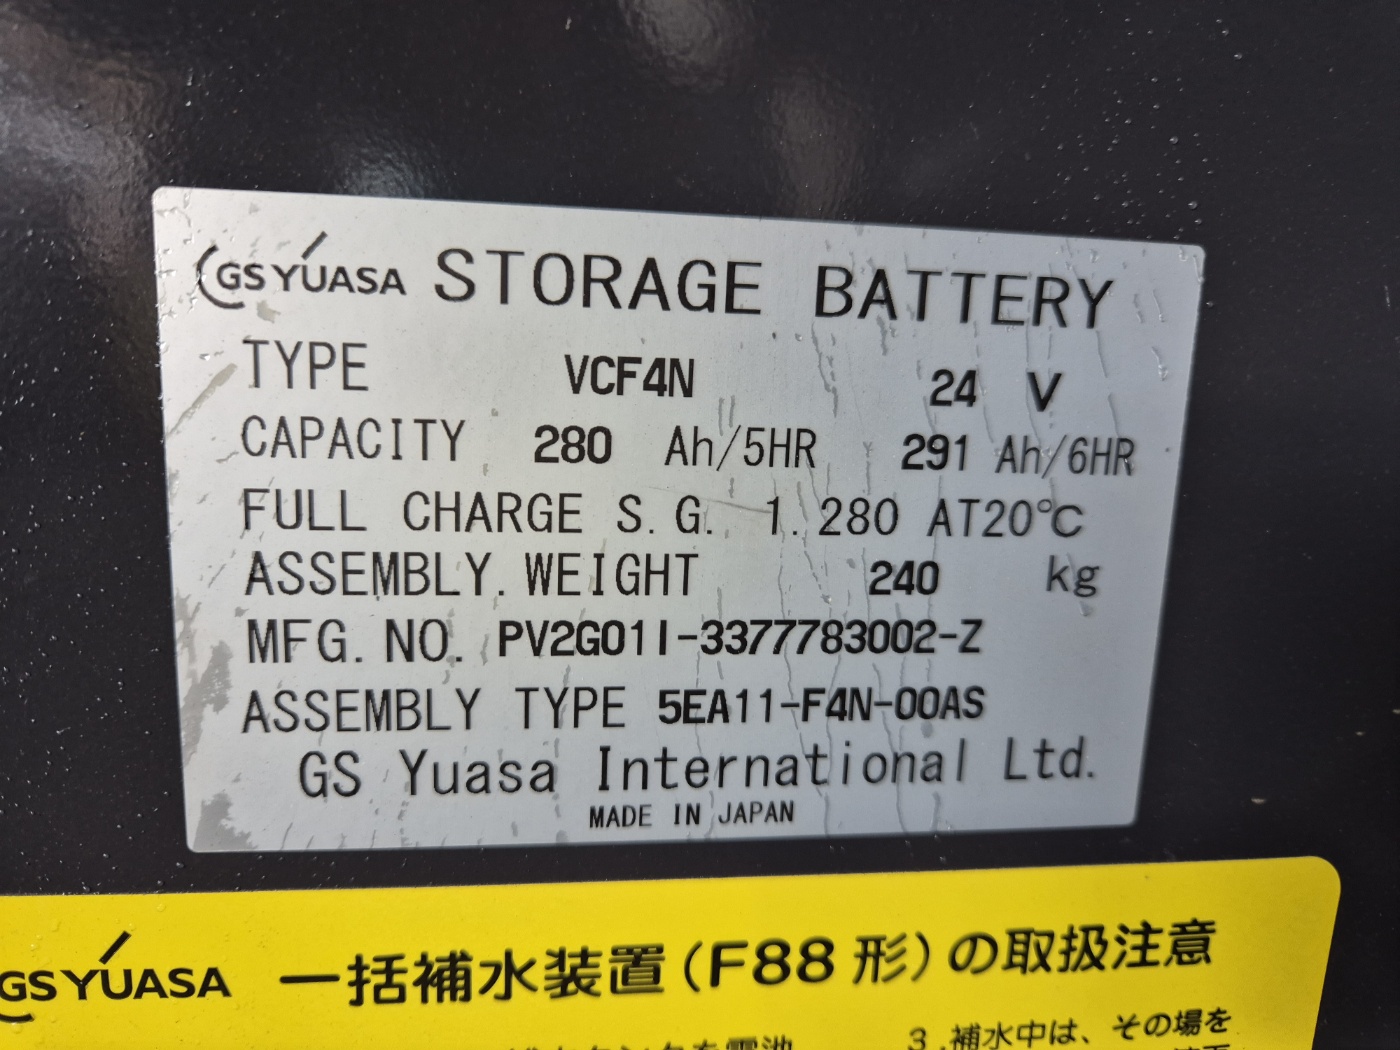 GS YUASA STORAGE BATTERY
TYPE VCF4N 24 V
CAPACITY 280 Ah/5HR 291 Ah/6HR
FULL CHARGE S.G. 1.280 AT20℃
ASSEMBLY.WEIGHT 240 kg
MFG.NO. PV2G01I-3377783002-Z
ASSEMBLY TYPE 5EA11-F4N-00AS
GS Yuasa International Ltd.
MADE IN JAPAN
GS YUASA 一括補水装置(F88 形)の取扱注意
3.補水中は、その場を